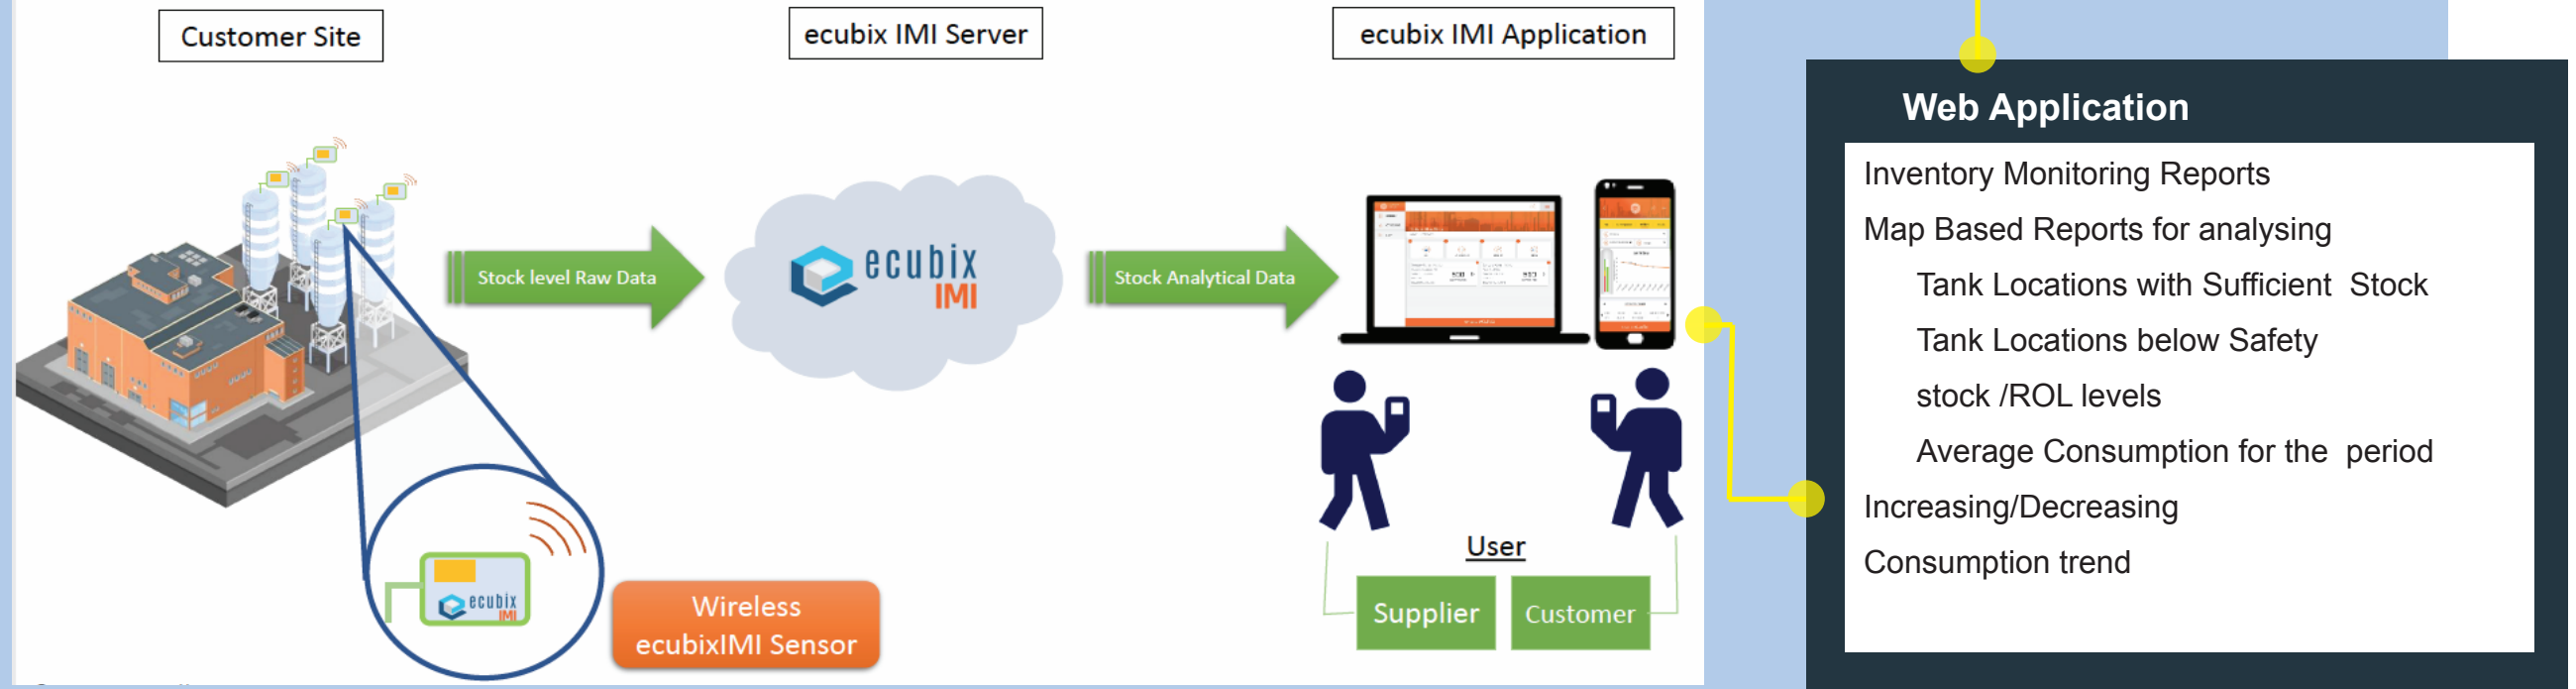 Customer Site
ecubix IMI Server
ecubix IMI Application
Stock level Raw Data
ecubix
IMI
Stock Analytical Data
ecubix
IMI
Wireless
ecubixIMI Sensor
User
Supplier
Customer
Web Application
Inventory Monitoring Reports
Map Based Reports for analysing
Tank Locations with Sufficient Stock
Tank Locations below Safety
stock /ROL levels
Average Consumption for the period
Increasing/Decreasing
Consumption trend